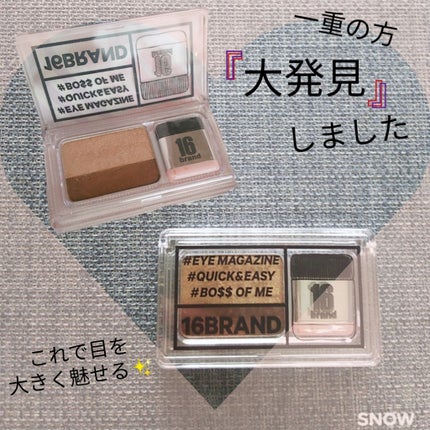 一重の方
『大発見』
しました
16BRAND
#BO$$ OF ME
#QUICK&EASY
#EYE MAGAZINE
16
16
brand
#EYE MAGAZINE
#QUICK&EASY
#BO$$ OF ME
16BRAND
16
brand
これで目を
大きく魅せる✨
SNOW